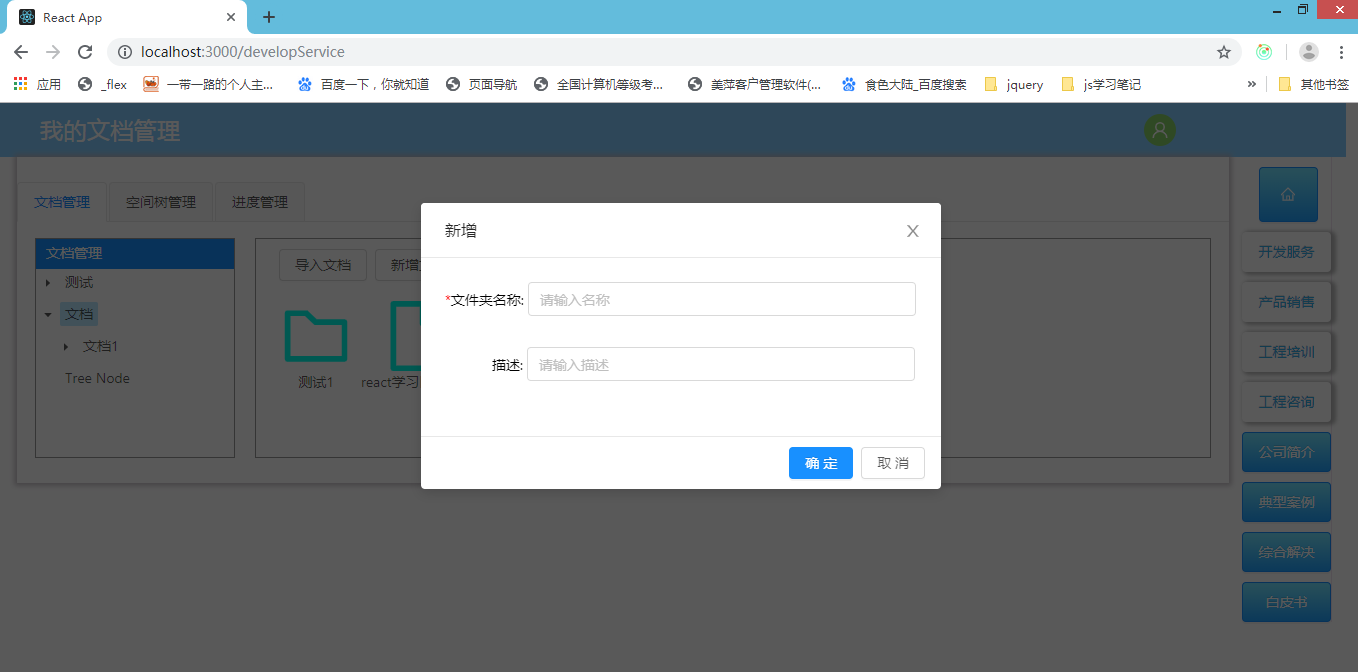 React App
localhost:3000/developService
应用
_flex
一带一路的个人主...
百度一下，你就知道
页面导航
全国计算机等级考...
美萍客户管理软件(...
食色大陆_百度搜索
jquery
js学习笔记
»
其他书签
我的文档管理
文档管理
空间树管理
进度管理
文档管理
测试
文档
文档1
Tree Node
导入文档
新增
测试1
react学习
新增
*文件夹名称:
请输入名称
描述:
请输入描述
确 定
取 消
开发服务
产品销售
工程培训
工程咨询
公司简介
典型案例
综合解决
白皮书